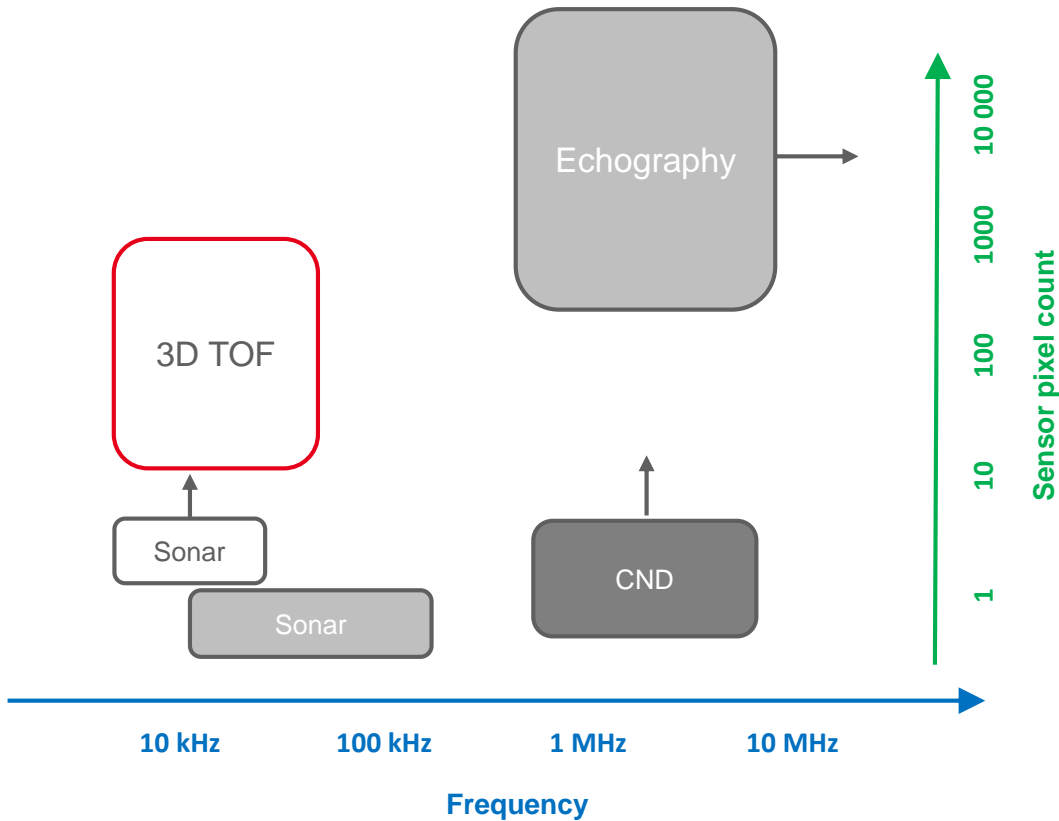 Echography
3D TOF
Sonar
Sonar
CND
10 000
1000
100
10
1
Sensor pixel count
10 kHz
100 kHz
1 MHz
10 MHz
Frequency